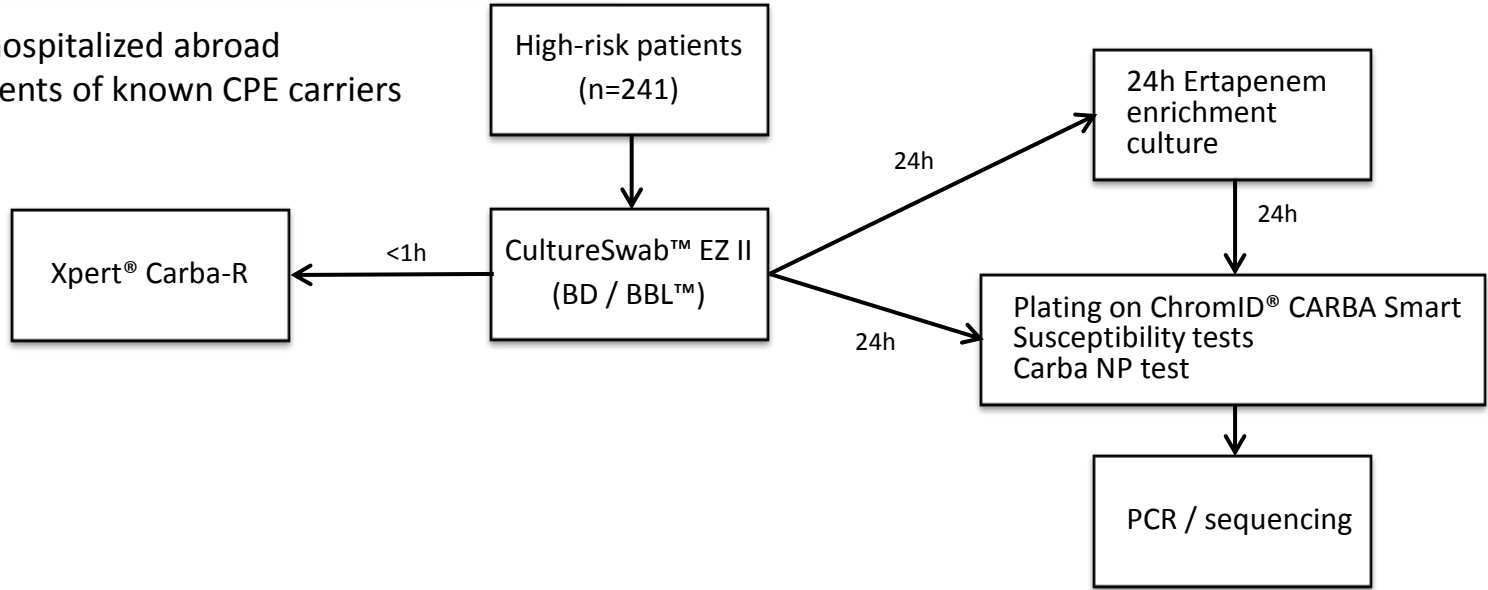 hospitalized abroad
ents of known CPE carriers
High-risk patients
(n=241)
Xpert® Carba-R
<1h
CultureSwab™ EZ II
(BD / BBL™)
24h
24h
24h Ertapenem
enrichment
culture
24h
Plating on ChromID® CARBA Smart
Susceptibility tests
Carba NP test
PCR / sequencing